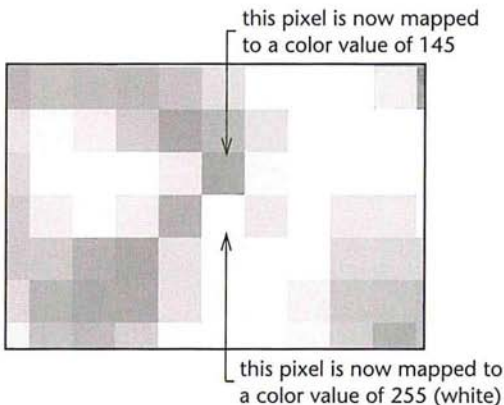 this pixel is now mapped
to a color value of 145
this pixel is now mapped to
a color value of 255 (white)